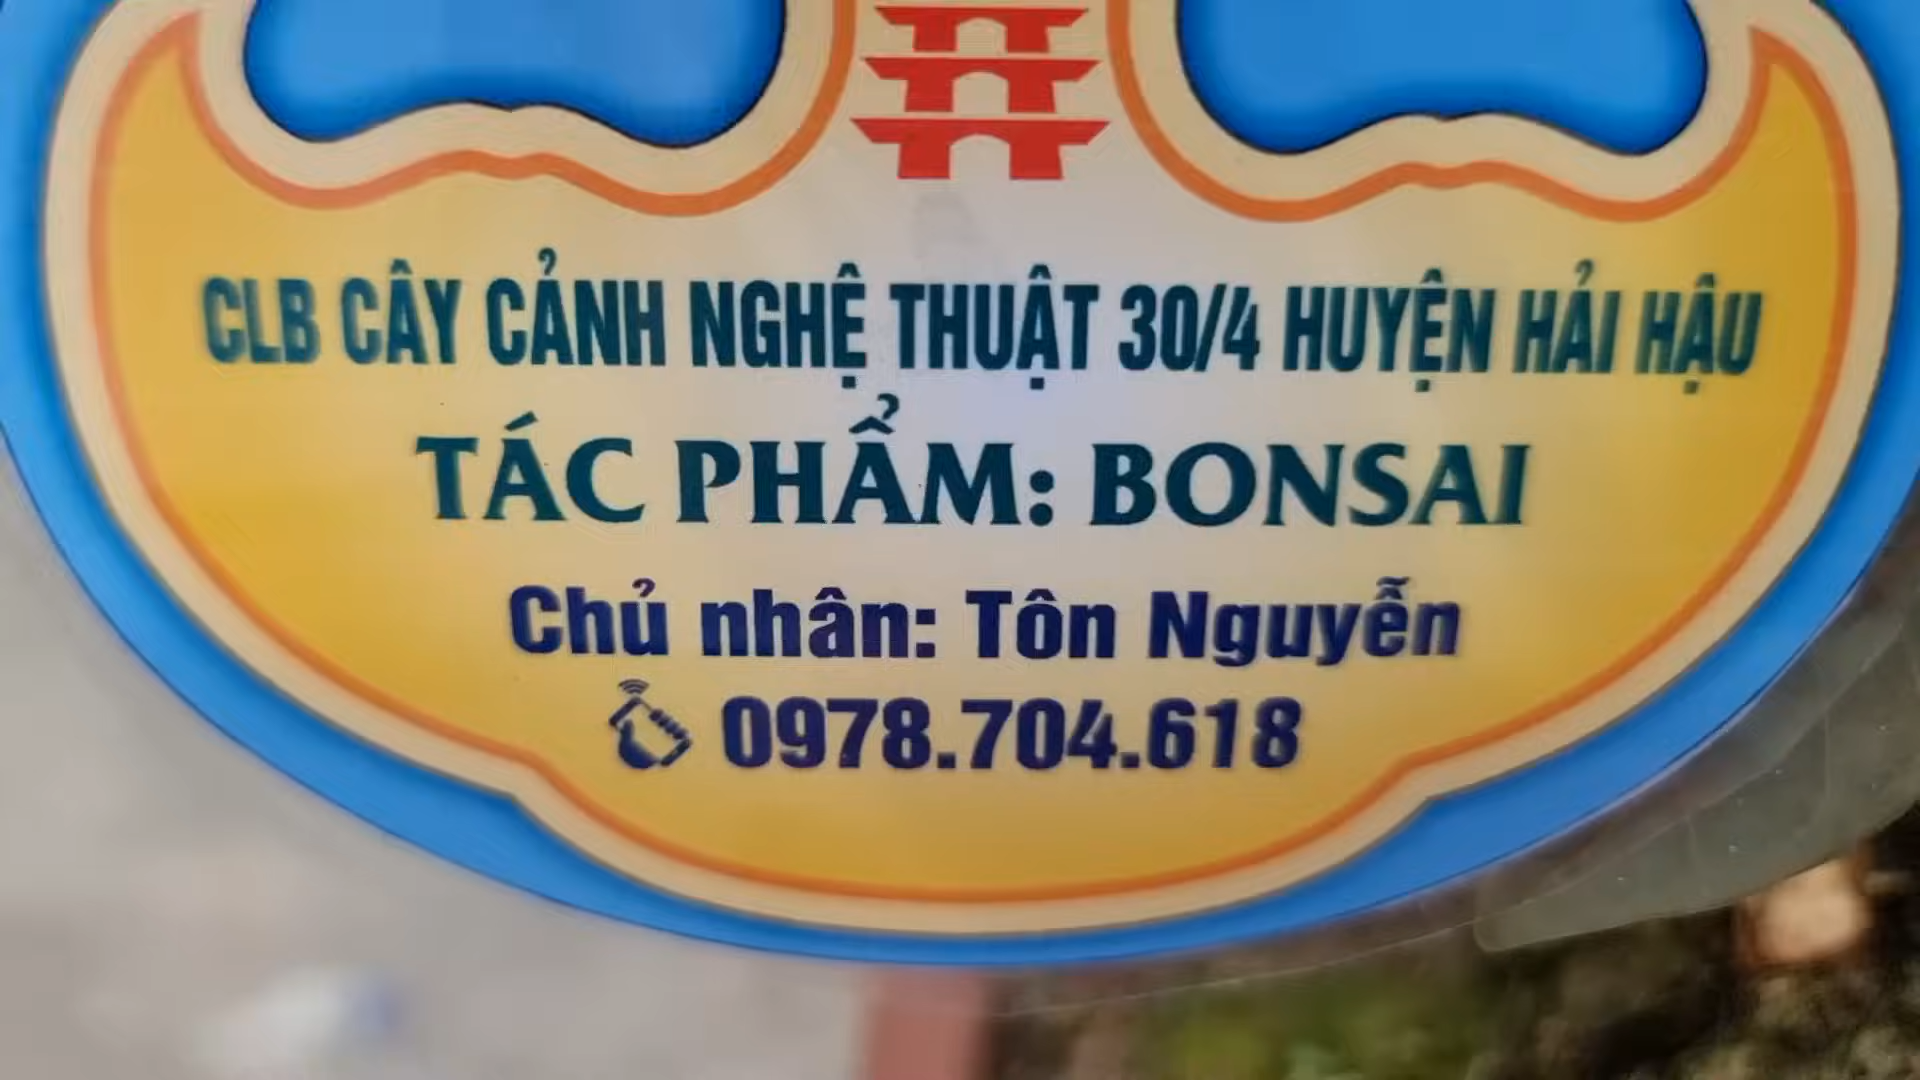 CLB CÂY CẢNH NGHỆ THUẬT 30/4 HUYỆN HẢI HẬU
TÁC PHẨM: BONSAI
Chủ nhân: Tôn Nguyễn
0978.704.618